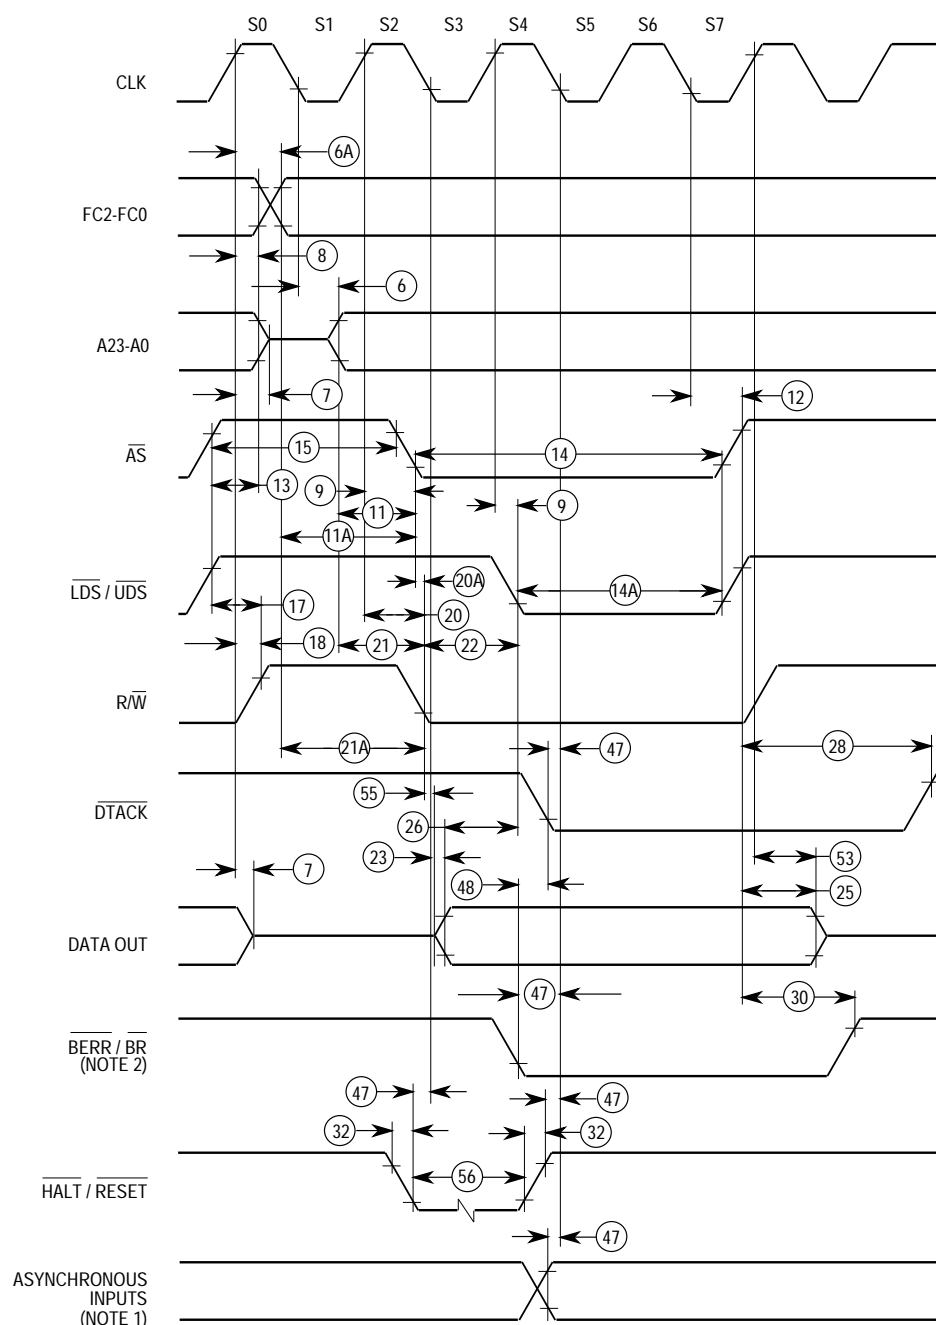 S0 S1 S2 S3 S4 S5 S6 S7
CLK
6A
FC2-FC0
8
6
A23-A0
7
12
AS
15
14
13
9
9
11
11A
LDS / UDS
20A
14A
17
20
18
21
22
R/W
21A
47
28
55
DTACK
26
23
53
7
48
25
DATA OUT
47
30
BERR / BR
(NOTE 2)
47
47
32
32
56
HALT / RESET
47
ASYNCHRONOUS
INPUTS
(NOTE 1)